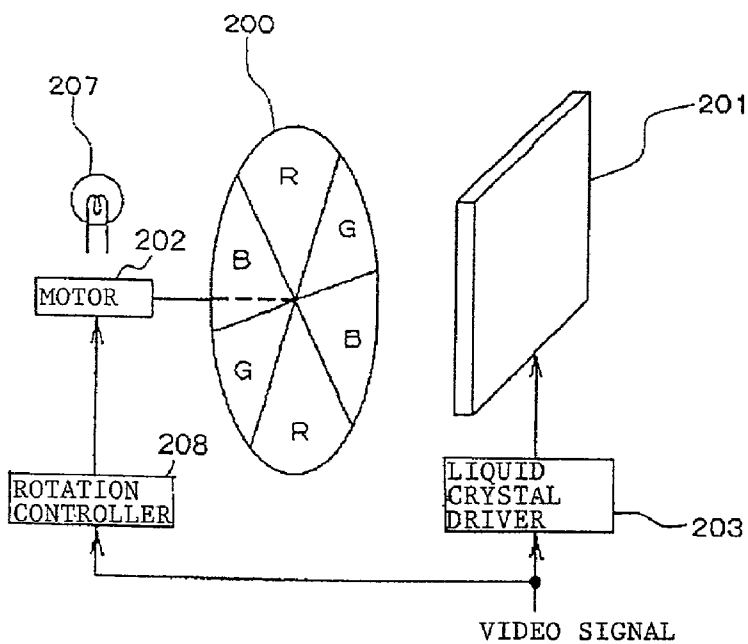 200
207
201
R
G
202
B
MOTOR
B
G
R
208
ROTATION
CONTROLLER
LIQUID
CRYSTAL
DRIVER
203
VIDEO SIGNAL